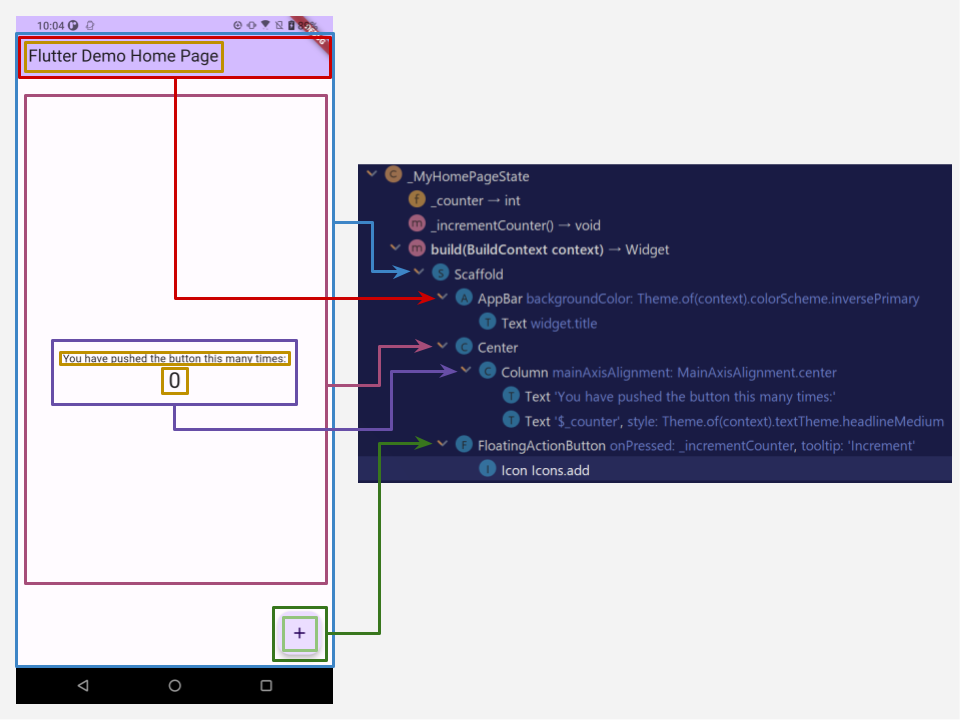 10:04
Flutter Demo Home Page
You have pushed the button this many times:
0
+
C _MyHomePageState
f _counter → int
m _incrementCounter() → void
m build(BuildContext context) → Widget
S Scaffold
A AppBar backgroundColor: Theme.of(context).colorScheme.inversePrimary
T Text widget.title
C Center
C Column mainAxisAlignment: MainAxisAlignment.center
T Text 'You have pushed the button this many times:'
T Text '$_counter', style: Theme.of(context).textTheme.headlineMedium
F FloatingActionButton onPressed: _incrementCounter, tooltip: 'Increment'
I Icon Icons.add